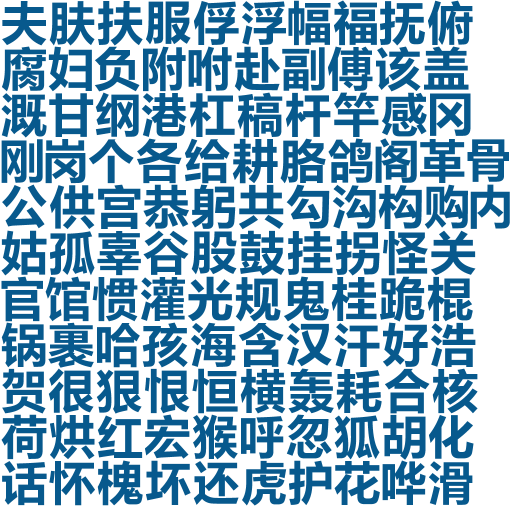 夫肤扶服俘浮幅福抚俯
腐妇负附咐赴副傅该盖
溉甘纲港杠稿杆竿感冈
刚岗个各给耕胳鸽阁革骨
公供宫恭躬共勾沟构购内
姑孤辜谷股鼓挂拐怪关
官馆惯灌光规鬼桂跪棍
锅裹哈孩海含汉汗好浩
贺很狠恨恒横轰耗合核
荷烘红宏猴呼忽狐胡化
话怀槐坏还虎护花哗滑